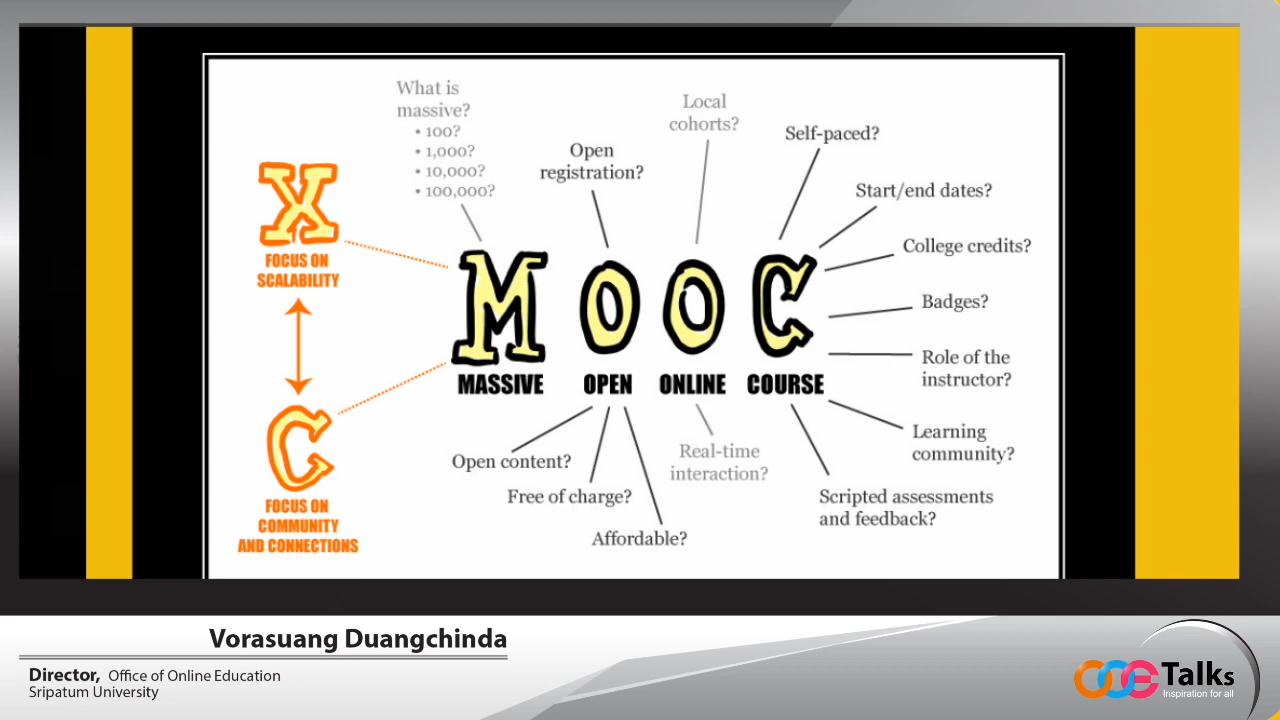 What is
massive?
• 100?
• 1,000?
• 10,000?
• 100,000?
Open
registration?
Local
cohorts?
Self-paced?
Start/end dates?
College credits?
Badges?
Role of the
instructor?
Learning
community?
Scripted assessments
and feedback?
X
FOCUS ON
SCALABILITY
C
FOCUS ON
COMMUNITY
AND CONNECTIONS
MOOC
MASSIVE OPEN ONLINE COURSE
Open content?
Free of charge?
Affordable?
Real-time
interaction?
Vorasuang Duangchinda
Director, Office of Online Education
Sripatum University
Talks
Inspiration for all